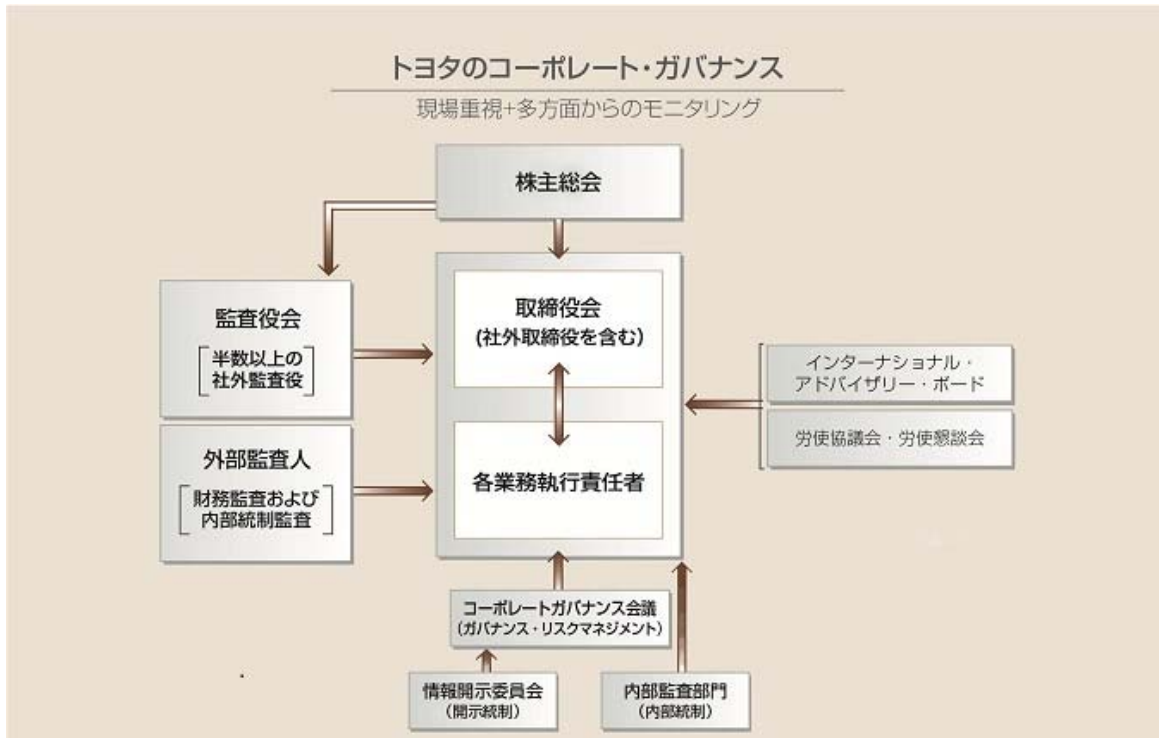 トヨタのコーポレート・ガバナンス
現場重視+多方面からのモニタリング
株主総会
監査役会
半数以上の
社外監査役
取締役会
(社外取締役を含む)
インターナショナル・
アドバイザリー・ボード
労使協議会・労使懇談会
外部監査人
財務監査および
内部統制監査
各業務執行責任者
コーポレートガバナンス会議
(ガバナンス・リスクマネジメント)
情報開示委員会
(開示統制)
内部監査部門
(内部統制)